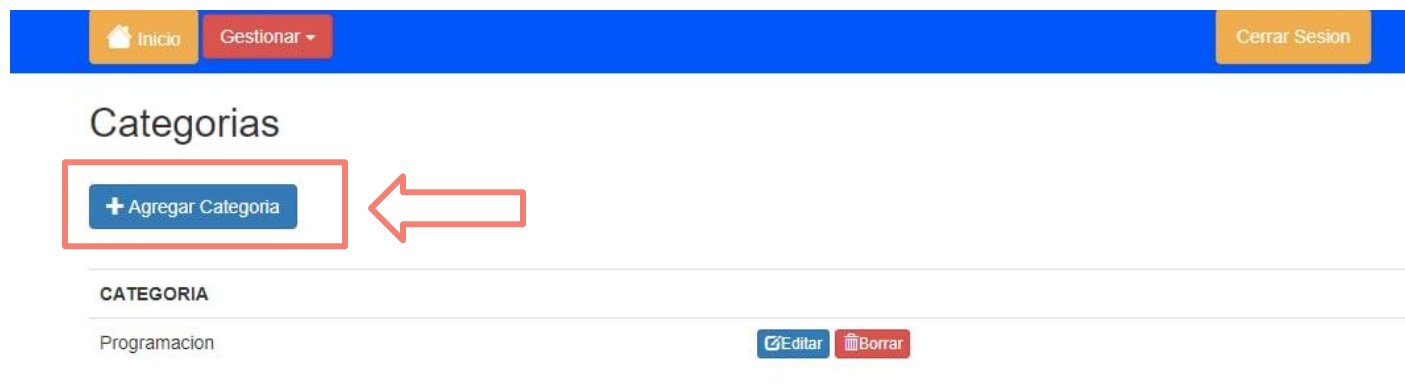 Inicio Gestionar Cerrar Sesion
Categorias
Agregar Categoria
CATEGORIA
Programacion Editar Borrar